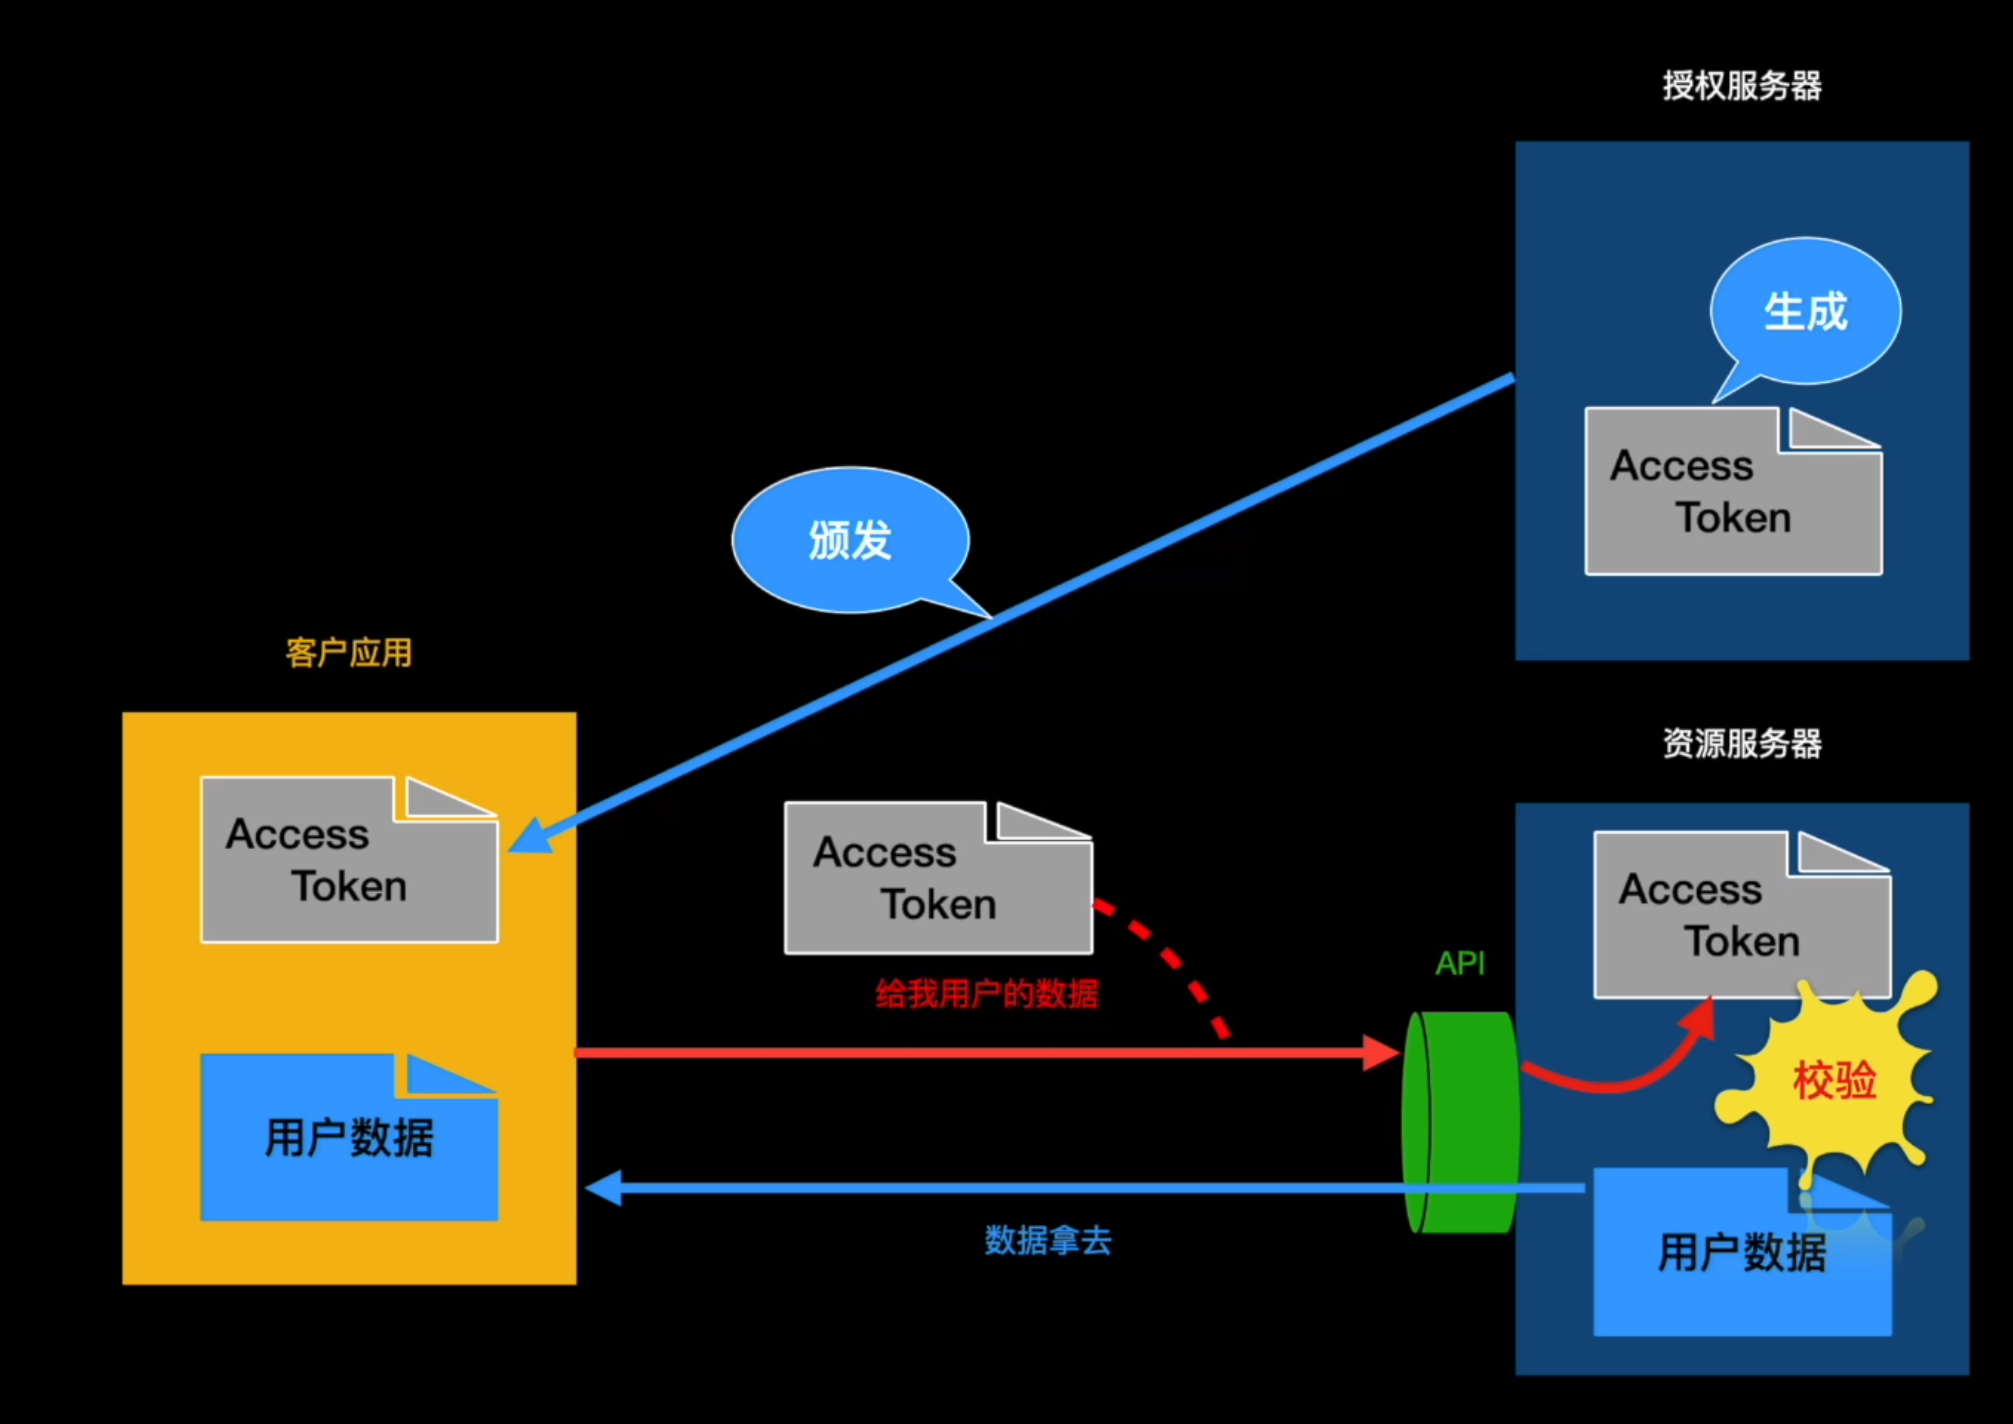 授权服务器
生成
Access
Token
颁发
客户应用
Access
Token
用户数据
Access
Token
给我用户的数据
API
数据拿去
资源服务器
Access
Token
校验
用户数据